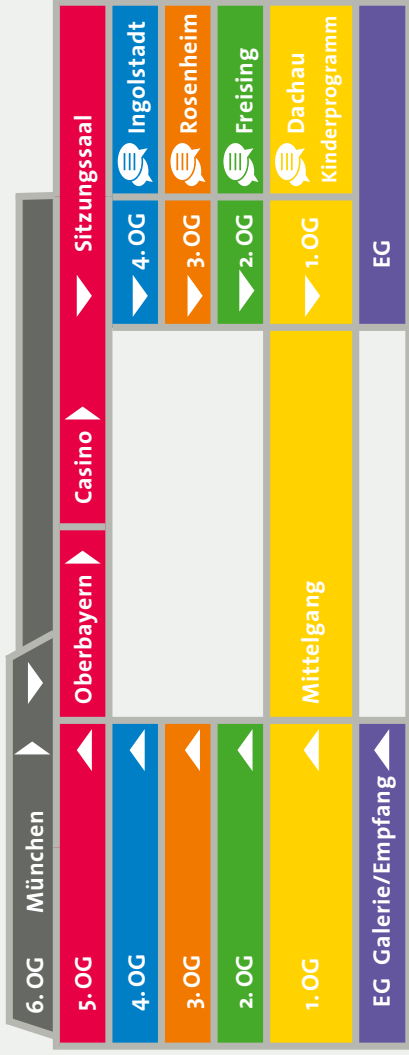 6. OG München
5. OG Oberbayern Casino Sitzungssaal
4. OG 4. OG Ingolstadt
3. OG 3. OG Rosenheim
2. OG 2. OG Freising
1. OG Mittelgang 1. OG Dachau
Kinderprogramm
EG Galerie/Empfang EG